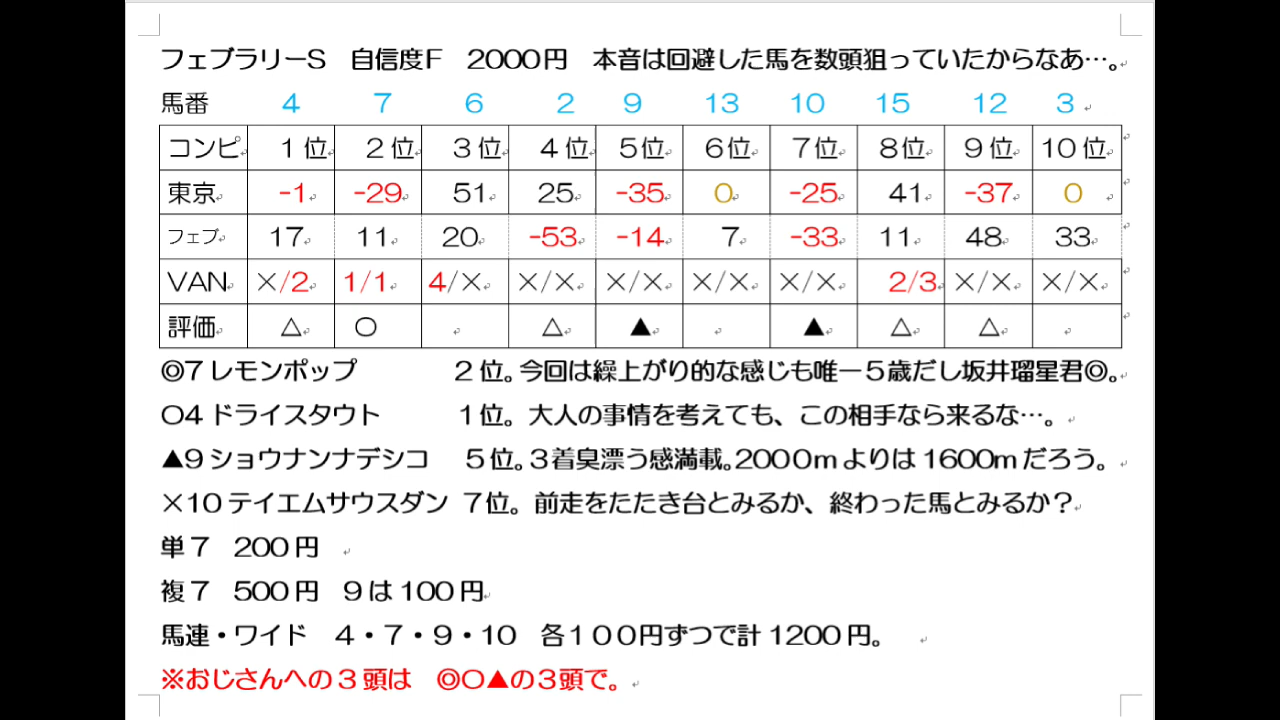 フェブラリーS 自信度F 2000円 本音は回避した馬を数頭狙っていたからなあ…。
馬番 4 7 6 2 9 13 10 15 12 3
コンピ 1位 2位 3位 4位 5位 6位 7位 8位 9位 10位
東京 -1 -29 51 25 -35 0 -25 41 -37 0
フェブ 17 11 20 -53 -14 7 -33 11 48 33
VAN ×/2 1/1 4/× ×/× ×/× ×/× ×/× 2/3 ×/× ×/×
評価 △ 〇 △ ▲ ▲ △ △
◎7レモンポップ 2位。今回は繰上がり的な感じも唯一5歳だし坂井瑠星君◎。
〇4ドライスタウト 1位。大人の事情を考えても、この相手なら来るな…。
▲9ショウナンナデシコ 5位。3着臭漂う感満載。2000mよりは1600mだろう。
×10テイエムサウスダン 7位。前走をたたき台とみるか、終わった馬とみるか?
単7 200円
複7 500円 9は100円
馬連・ワイド 4・7・9・10 各100円ずつで計1200円。
※おじさんへの3頭は ◎〇▲の3頭で。